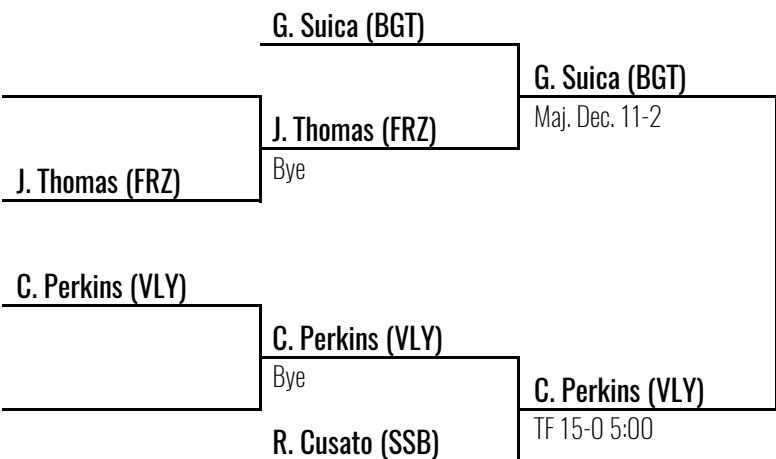 G. Suica (BGT)
G. Suica (BGT)
Maj. Dec. 11-2
J. Thomas (FRZ)
Bye
J. Thomas (FRZ)
C. Perkins (VLY)
C. Perkins (VLY)
Bye
C. Perkins (VLY)
TF 15-0 5:00
R. Cusato (SSB)